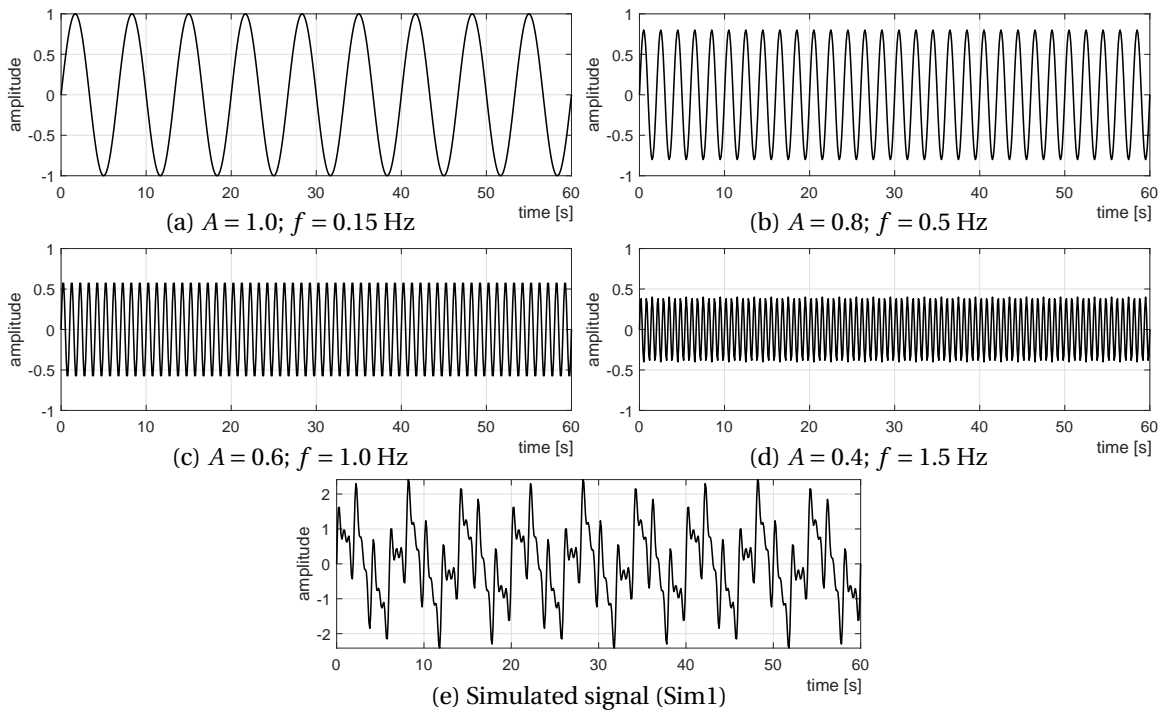 1
0.5
0
-0.5
-1
amplitude
0 10 20 30 40 50 60
time [s]
(a) A = 1.0; f = 0.15 Hz
1
0.5
0
-0.5
-1
amplitude
0 10 20 30 40 50 60
time [s]
(b) A = 0.8; f = 0.5 Hz
1
0.5
0
-0.5
-1
amplitude
0 10 20 30 40 50 60
time [s]
(c) A = 0.6; f = 1.0 Hz
1
0.5
0
-0.5
-1
amplitude
0 10 20 30 40 50 60
time [s]
(d) A = 0.4; f = 1.5 Hz
2
1
0
-1
-2
amplitude
0 10 20 30 40 50 60
time [s]
(e) Simulated signal (Sim1)